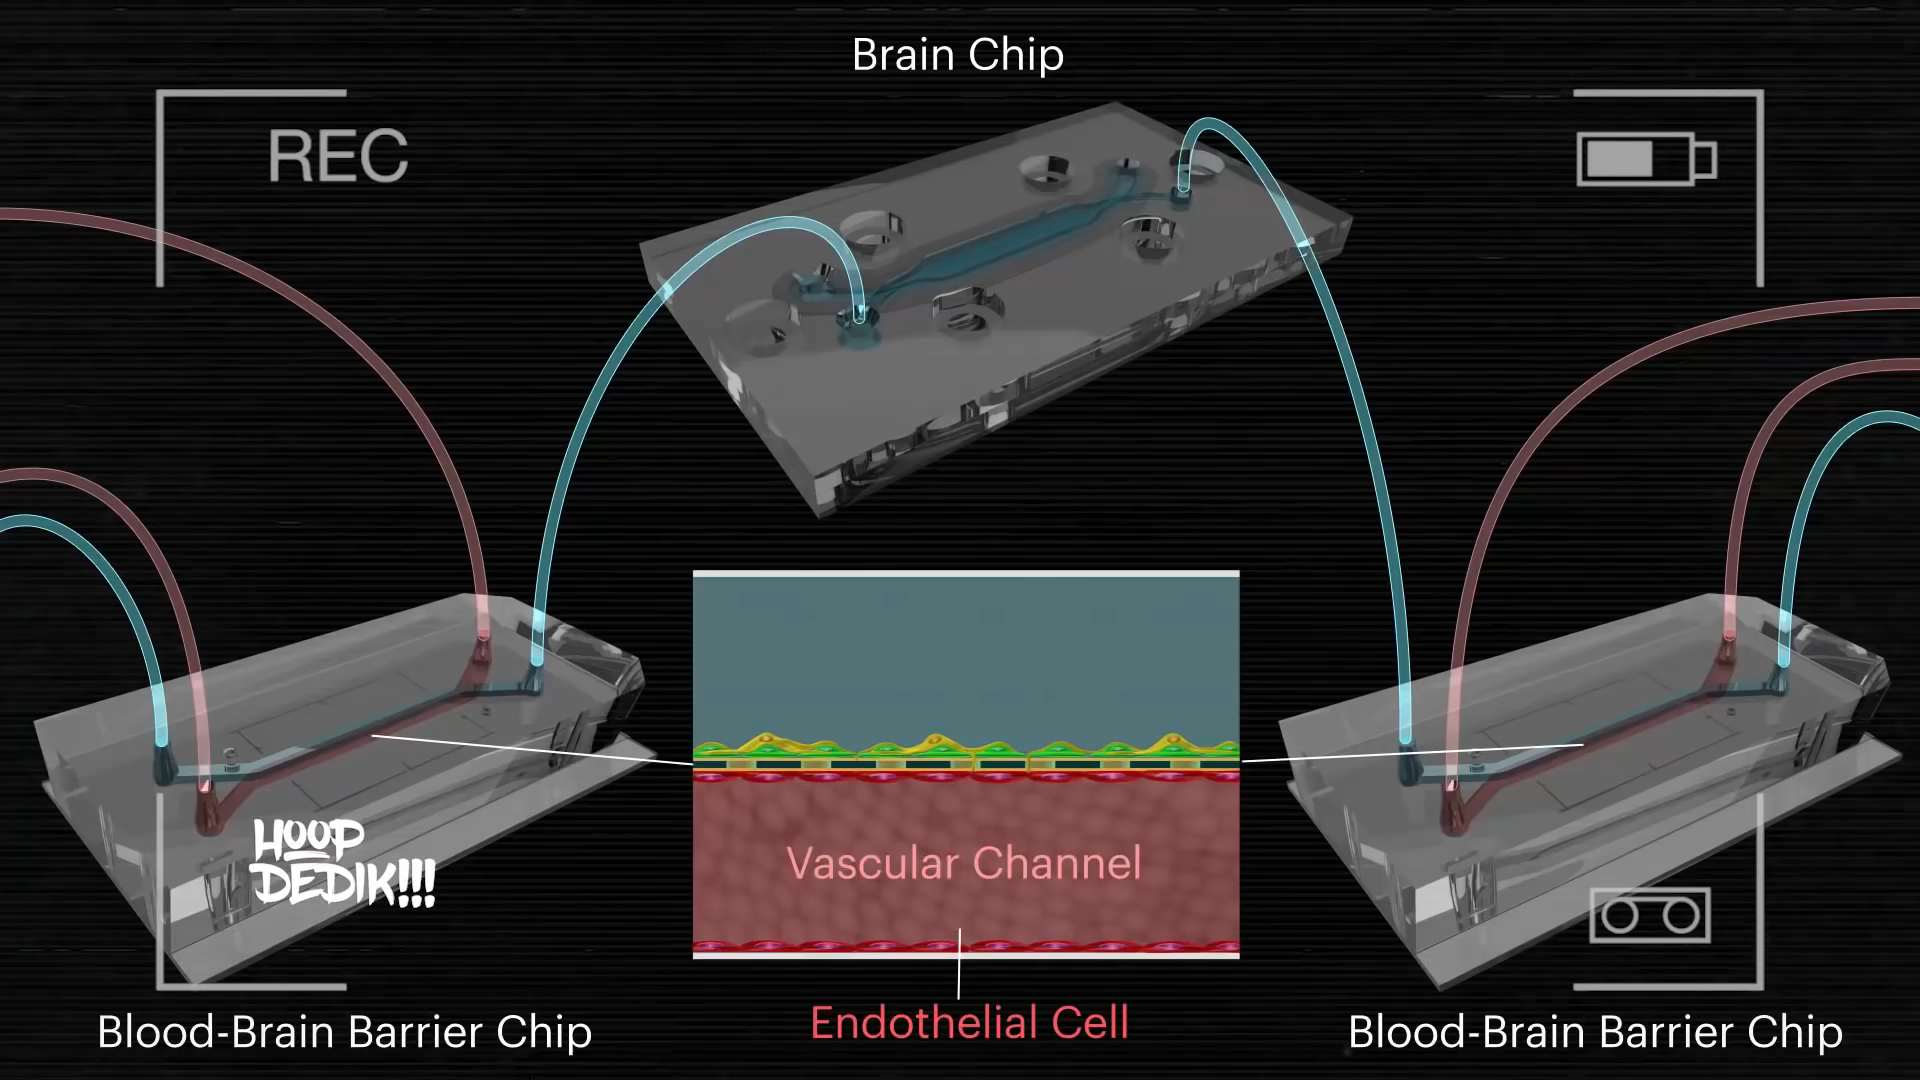 Brain Chip
REC
HOOP
DEDIK!!!
Vascular Channel
Endothelial Cell
Blood-Brain Barrier Chip
Blood-Brain Barrier Chip